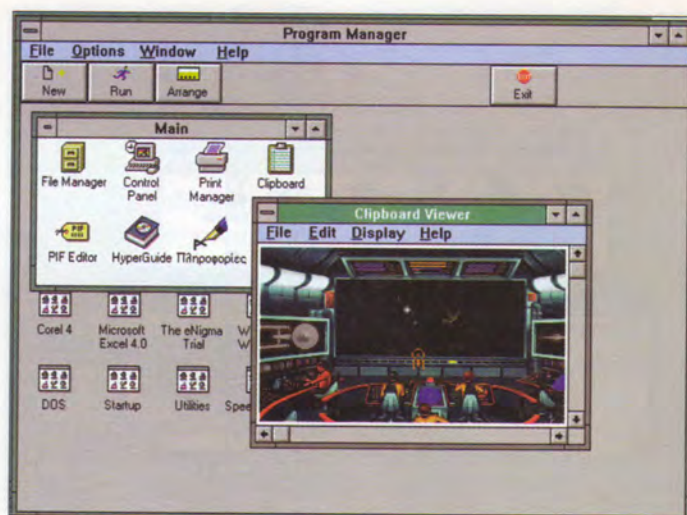 Program Manager
File Options Window Help
New Run Arrange Exit
Main
File Manager Control Panel Print Manager Clipboard
PIF Editor HyperGuide Πληροφορίες
Clipboard Viewer
File Edit Display Help
Corel 4 Microsoft Excel 4.0 The eNigma Trial
DOS Startup Utilities